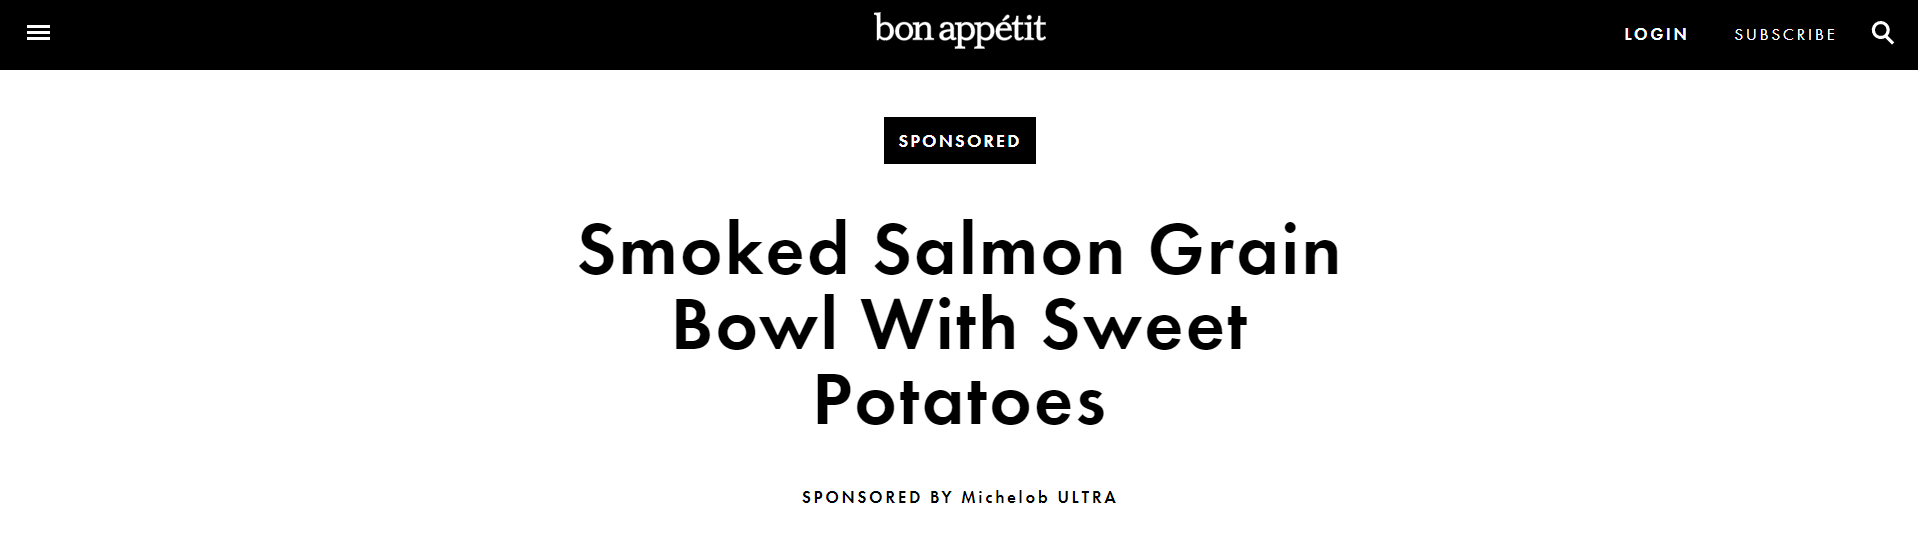 bon appétit
LOGIN
SUBSCRIBE
SPONSORED
Smoked Salmon Grain
Bowl With Sweet
Potatoes
SPONSORED BY Michelob ULTRA